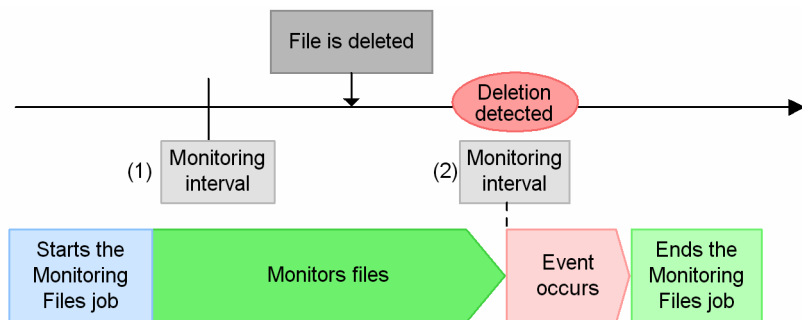 File is deleted
Deletion
detected
(1)
Monitoring
interval
(2)
Monitoring
interval
Starts the
Monitoring
Files job
Monitors files
Event
occurs
Ends the
Monitoring
Files job